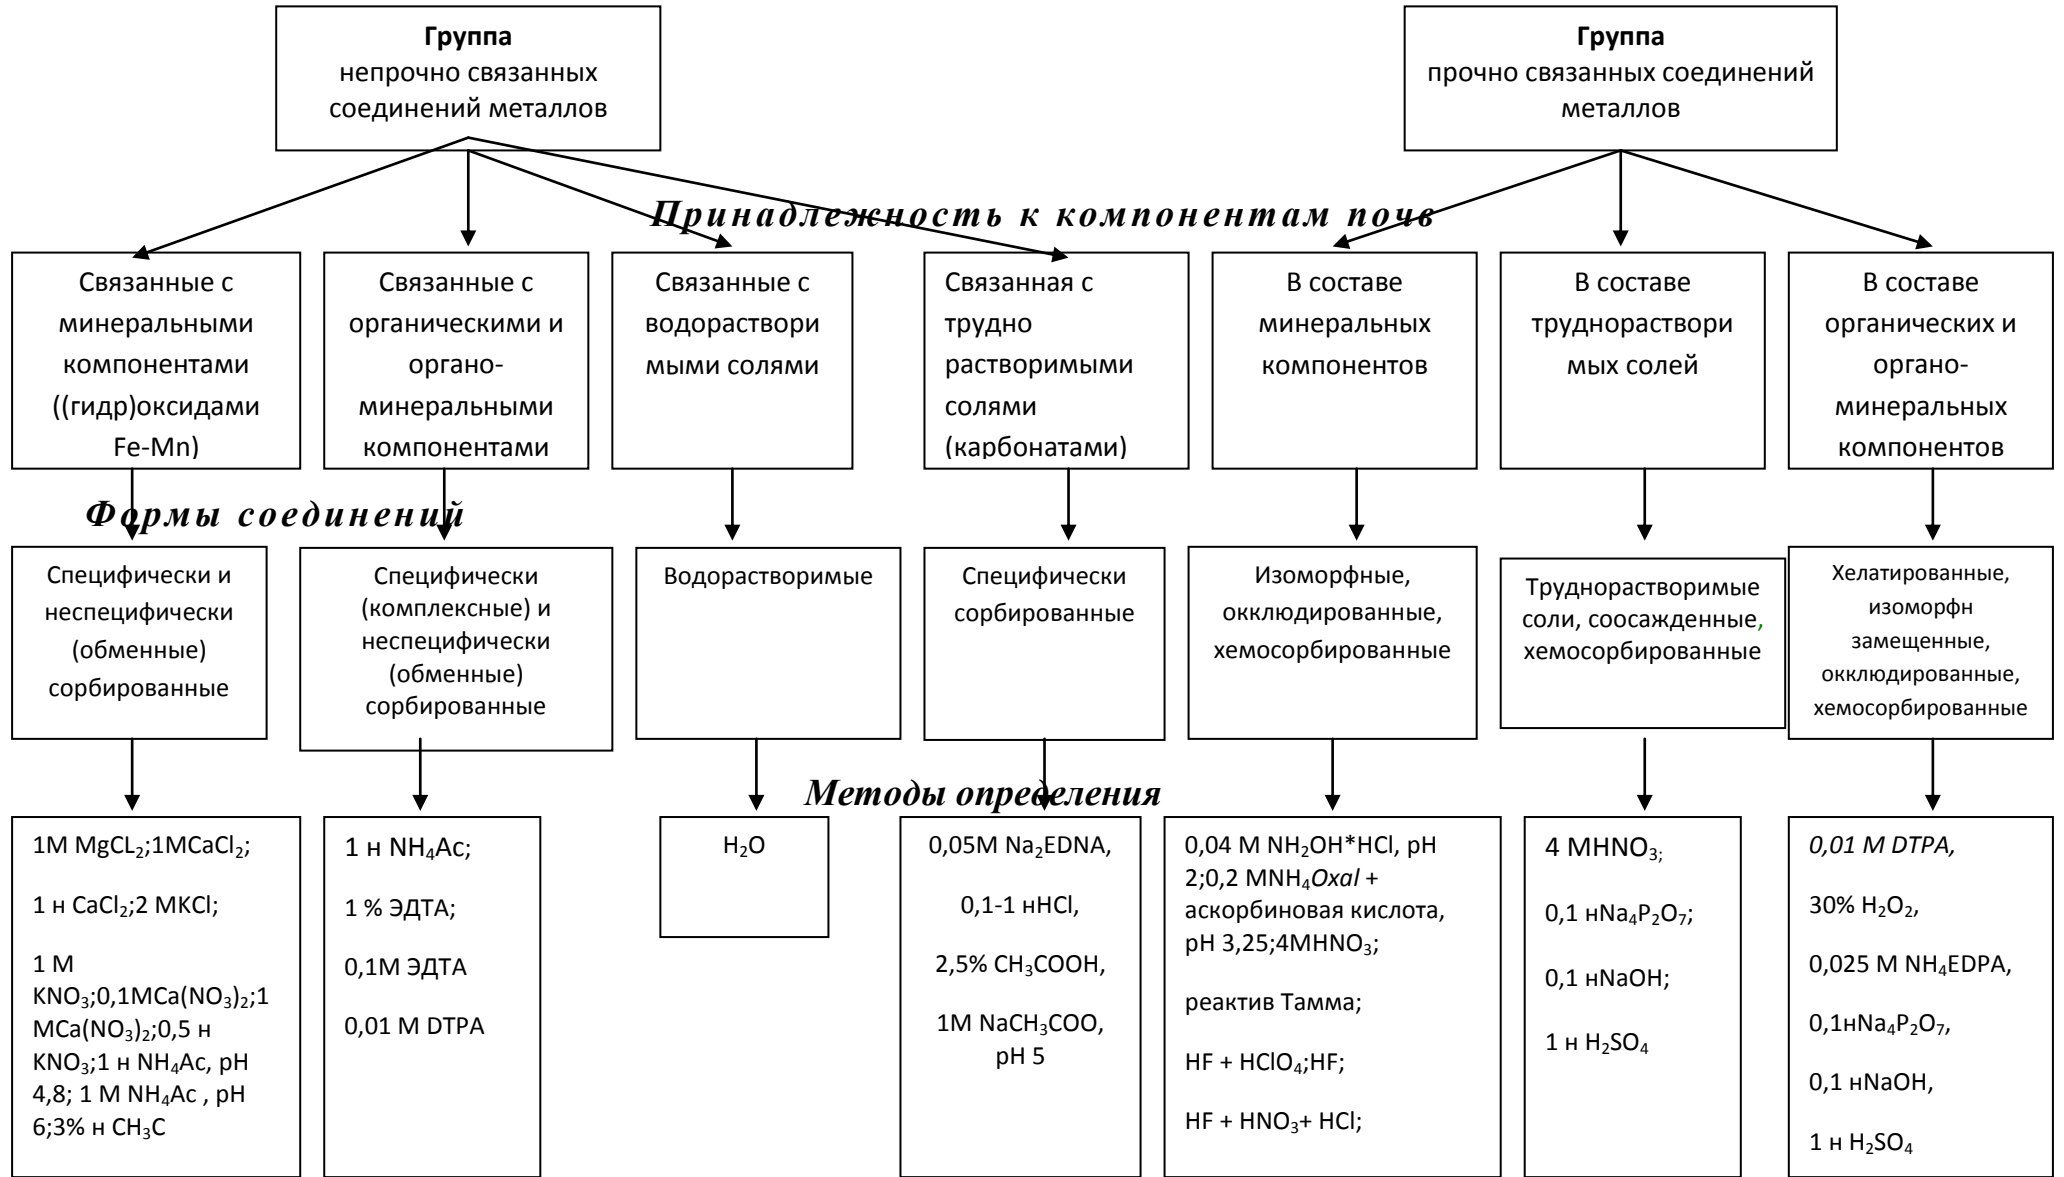 Группа
непрочно связанных
соединений металлов
Группа
прочно связанных соединений
металлов
Принадлежность к компонентам почв
Связанные с
минеральными
компонентами
((гидр)оксидами
Fe-Mn)
Связанные с
органическими и
органо-
минеральными
компонентами
Связанные с
водораствори
мыми солями
Связанная с
трудно
растворимыми
солями
(карбонатами)
В составе
минеральных
компонентов
В составе
труднораствори
мых солей
В составе
органических и
органо-
минеральных
компонентов
Формы соединений
Специфически и
неспецифически
(обменные)
сорбированные
Специфически
(комплексные) и
неспецифически
(обменные)
сорбированные
Водорастворимые
Специфически
сорбированные
Изоморфные,
окклюдированные,
хемосорбированные
Труднорастворимые
соли, соосажденные,
хемосорбированные
Хелатированные,
изоморфн
замещенные,
окклюдированные,
хемосорбированные
Методы определения
1М MgCL₂;1MCaCl₂;
1 н CaCl₂;2 MKCl;
1 М
KNO₃;0,1MCa(NO₃)₂;1
MCa(NO₃)₂;0,5 н
KNO₃;1 н NH₄Ac, pH
4,8; 1 М NH₄Ac , pH
6;3% н CH₃C
1 н NH₄Ac;
1 % ЭДТА;
0,1М ЭДТА
0,01 М DTPA
H₂O
0,05М Na₂EDNA,
0,1-1 нHCl,
2,5% CH₃COOH,
1М NaCH₃COO,
pH 5
0,04 М NH₂OH*HCl, pH
2;0,2 MNH₄Oxal +
аскорбиновая кислота,
pH 3,25;4MHNO₃;
реактив Тамма;
HF + HClO₄;HF;
HF + HNO₃+ HCl;
4 MHNO₃;
0,1 нNa₄P₂O₇;
0,1 нNaOH;
1 н H₂SO₄
0,01 М DTPA,
30% H₂O₂,
0,025 М NH₄EDPA,
0,1нNa₄P₂O₇,
0,1 нNaOH,
1 н H₂SO₄